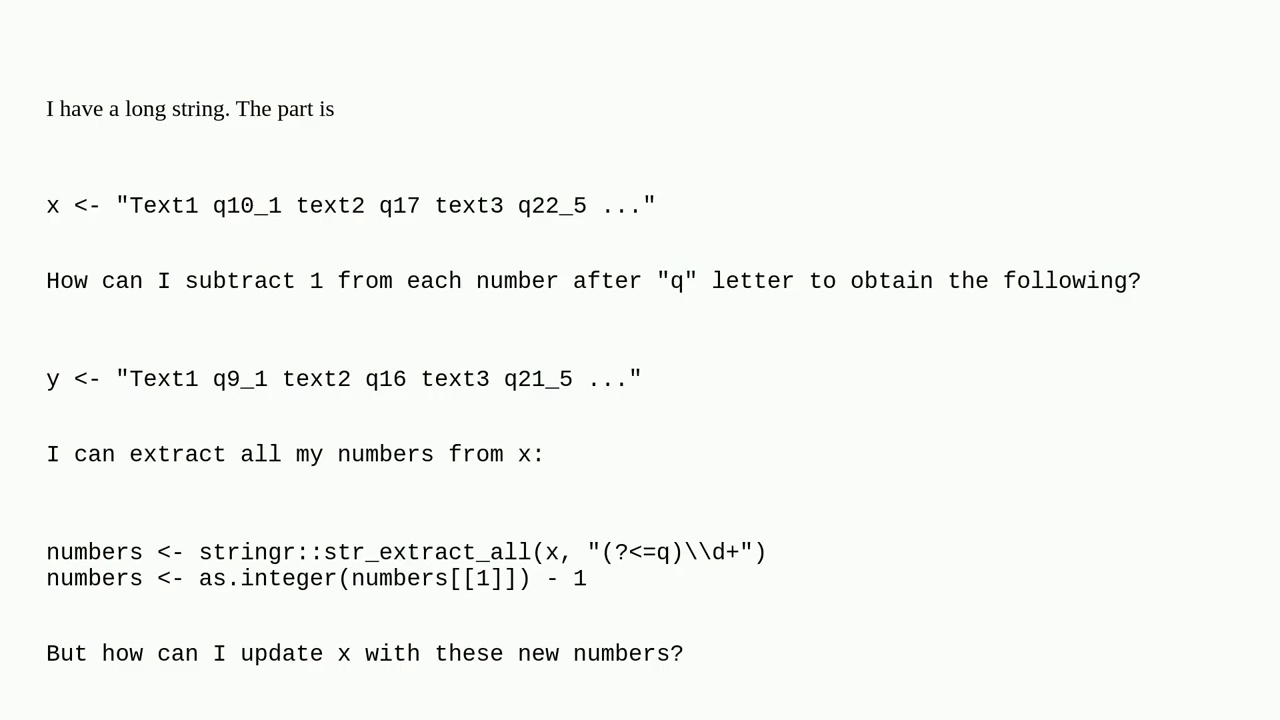 I have a long string. The part is
x <- "Text1 q10_1 text2 q17 text3 q22_5 ..."
How can I subtract 1 from each number after "q" letter to obtain the following?
y <- "Text1 q9_1 text2 q16 text3 q21_5 ..."
I can extract all my numbers from x:
numbers <- stringr::str_extract_all(x, "(?<=q)\\d+")
numbers <- as.integer(numbers[[1]]) - 1
But how can I update x with these new numbers?